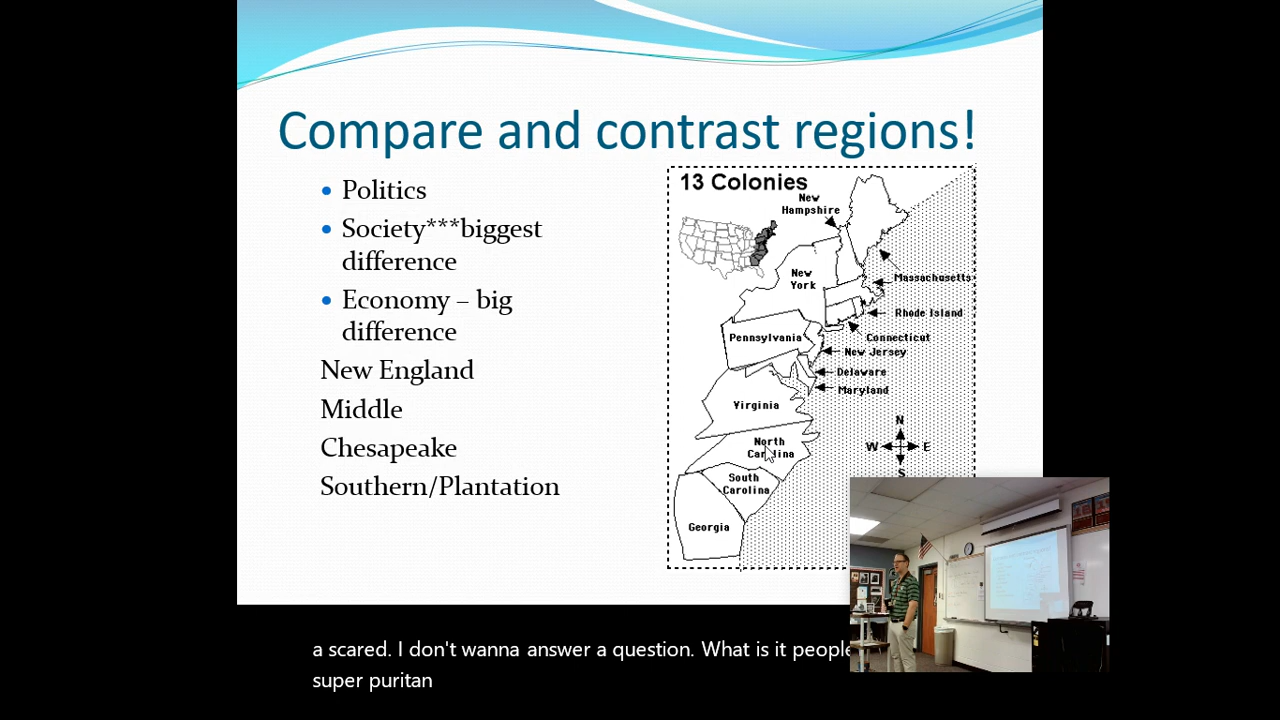 Compare and contrast regions!
Politics
Society***biggest
difference
Economy – big
difference
New England
Middle
Chesapeake
Southern/Plantation
13 Colonies
New
Hampshire
Massachusetts
New
York
Rhode Island
Connecticut
Pennsylvania
New Jersey
Delaware
Maryland
Virginia
N
W
E
S
North
Carolina
South
Carolina
Georgia
a scared. I don't wanna answer a question. What is it people
super puritan